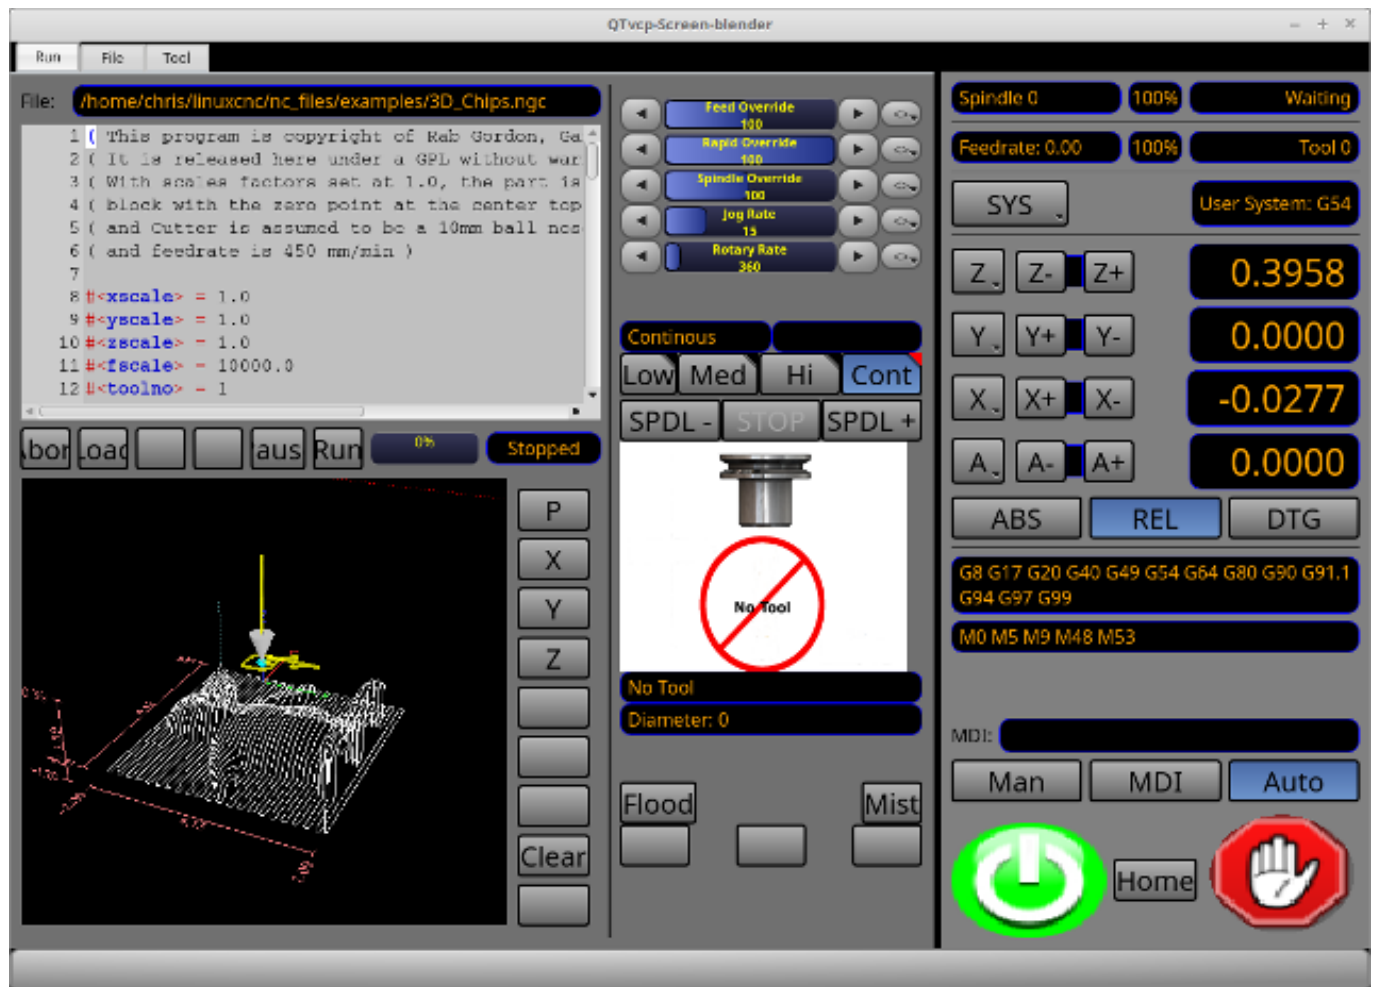 QTvcp-Screen-blender
Run File Tool
File: /home/chris/linuxcnc/nc_files/examples/3D_Chips.ngc
1 ( This program is copyright of Rab Gordon, Ga
2 ( It is released here under a GPL without war
3 ( With scales factors set at 1.0, the part is
4 ( block with the zero point at the center top
5 ( and Cutter is assumed to be a 10mm ball nos
6 ( and feedrate is 450 mm/min )
7
8 #<xscale> = 1.0
9 #<yscale> = 1.0
10 #<zscale> = 1.0
11 #<fscale> = 10000.0
12 #<toolno> = 1
Abor Load Paus Run 0% Stopped
P
X
Y
Z
Clear
Feed Override
100
Rapid Override
100
Spindle Override
100
Jog Rate
15
Rotary Rate
360
Continous
Low Med Hi Cont
SPDL - STOP SPDL +
No Tool
No Tool
Diameter: 0
Flood Mist
Spindle 0 100% Waiting
Feedrate: 0.00 100% Tool 0
SYS User System: G54
Z Z- Z+ 0.3958
Y Y+ Y- 0.0000
X X+ X- -0.0277
A A- A+ 0.0000
ABS REL DTG
G8 G17 G20 G40 G49 G54 G64 G80 G90 G91.1
G94 G97 G99
M0 M5 M9 M48 M53
MDI:
Man MDI Auto
Home